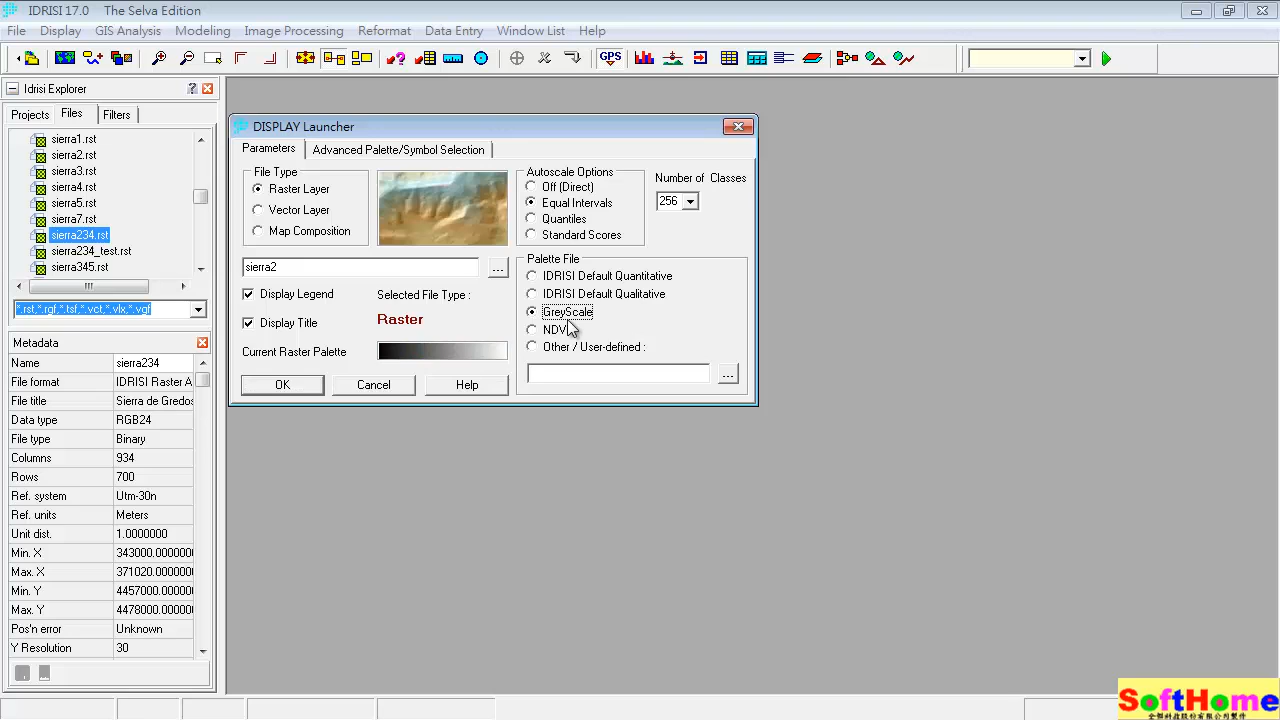 IDRISI 17.0 The Selva Edition
File Display GIS Analysis Modeling Image Processing Reformat Data Entry Window List Help
GPS
Idrisi Explorer
Projects Files Filters
sierra1.rst
sierra2.rst
sierra3.rst
sierra4.rst
sierra5.rst
sierra7.rst
sierra234.rst
sierra234_test.rst
sierra345.rst
*.rst,*.rgf,*.tsf,*.vct,*.vlx,*.vgf
Metadata
Name sierra234
File format IDRISI Raster A
File title Sierra de Gredos
Data type RGB24
File type Binary
Columns 934
Rows 700
Ref. system Utm-30n
Ref. units Meters
Unit dist. 1.0000000
Min. X 343000.0000000
Max. X 371020.0000000
Min. Y 4457000.000000
Max. Y 4478000.000000
Pos'n error Unknown
Y Resolution 30
DISPLAY Launcher
Parameters Advanced Palette/Symbol Selection
File Type
Raster Layer
Vector Layer
Map Composition
sierra2
...
Display Legend
Display Title
Selected File Type :
Raster
Current Raster Palette
OK Cancel Help
Autoscale Options
Off (Direct)
Equal Intervals
Quantiles
Standard Scores
Number of Classes
256
Palette File
IDRISI Default Quantitative
IDRISI Default Qualitative
GreyScale
NDVI
Other / User-defined :
...
SoftHome